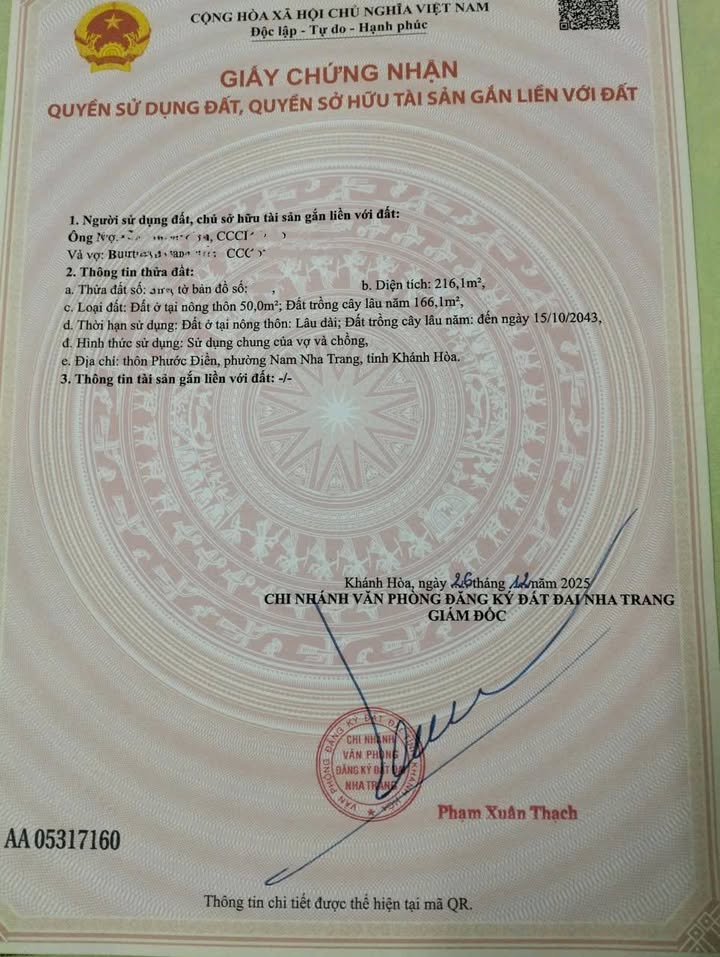 CỘNG HÒA XÃ HỘI CHỦ NGHĨA VIỆT NAM
Độc lập - Tự do - Hạnh phúc
GIẤY CHỨNG NHẬN
QUYỀN SỬ DỤNG ĐẤT, QUYỀN SỞ HỮU TÀI SẢN GẮN LIỀN VỚI ĐẤT
1. Người sử dụng đất, chủ sở hữu tài sản gắn liền với đất:
Ông
Và vợ:
2. Thông tin thửa đất:
a. Thửa đất số: tờ bản đồ số: , b. Diện tích: 216,1m²,
c. Loại đất: Đất ở tại nông thôn 50,0m²; Đất trồng cây lâu năm 166,1m²,
d. Thời hạn sử dụng: Đất ở tại nông thôn: Lâu dài; Đất trồng cây lâu năm: đến ngày 15/10/2043,
đ. Hình thức sử dụng: Sử dụng chung của vợ và chồng,
e. Địa chỉ: thôn Phước Điền, phường Nam Nha Trang, tỉnh Khánh Hòa.
3. Thông tin tài sản gắn liền với đất: -/-
Khánh Hòa, ngày 26 tháng 12 năm 2025
CHI NHÁNH VĂN PHÒNG ĐĂNG KÝ ĐẤT ĐAI NHA TRANG
GIÁM ĐỐC
VĂN PHÒNG ĐĂNG KÝ ĐẤT ĐAI TỈNH KHÁNH HÒA
CHI NHÁNH
VĂN PHÒNG
ĐĂNG KÝ ĐẤT ĐAI
NHA TRANG
Phạm Xuân Thạch
AA 05317160
Thông tin chi tiết được thể hiện tại mã QR.